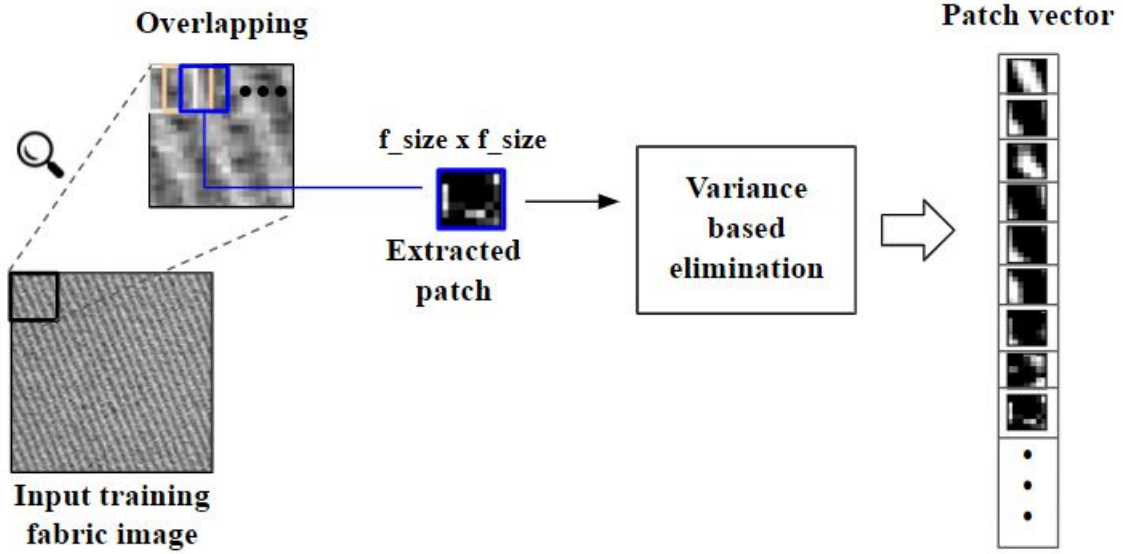 Overlapping
Patch vector
f_size x f_size
Extracted
patch
Variance
based
elimination
Input training
fabric image